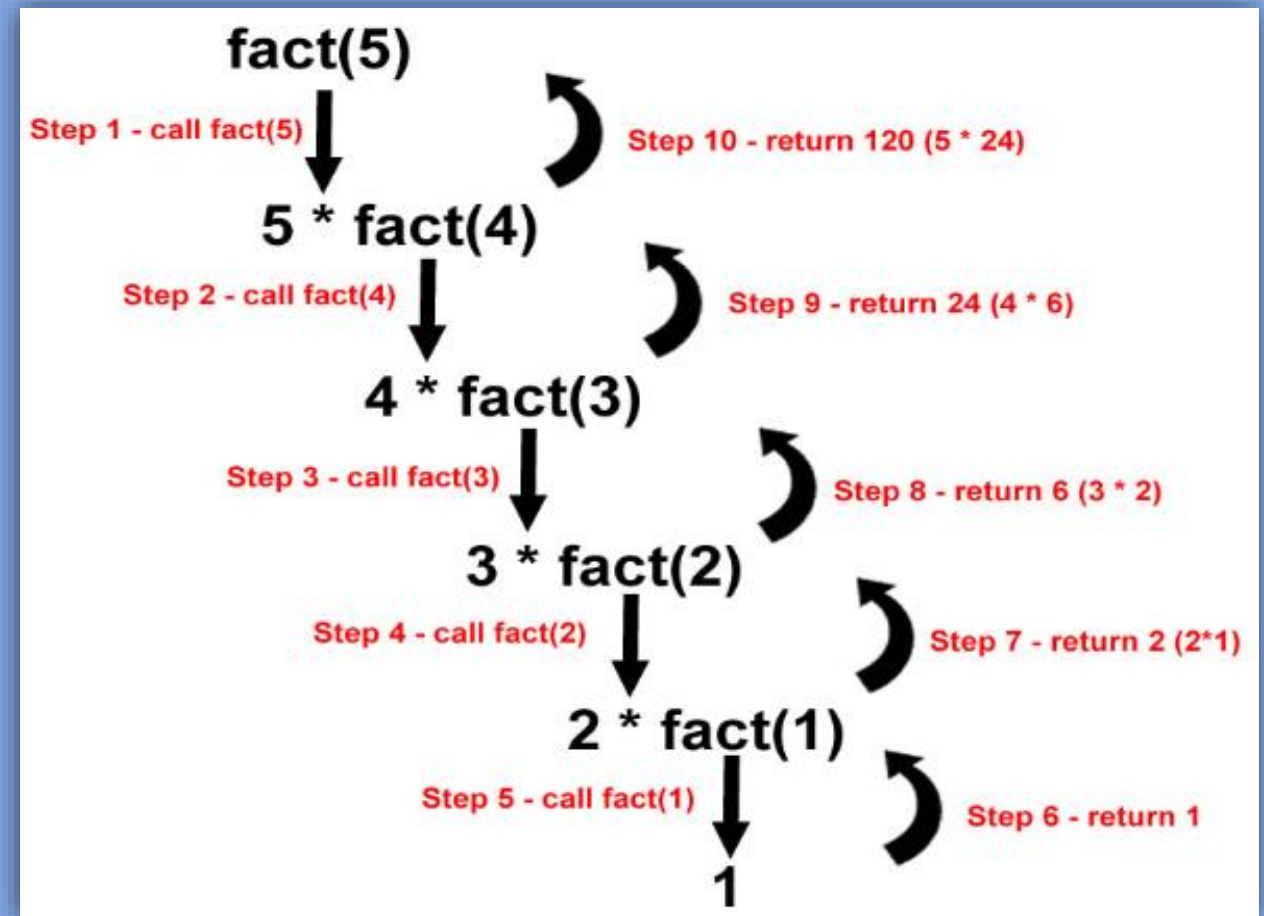 fact(5)
Step 1 - call fact(5)
Step 10 - return 120 (5 * 24)
5 * fact(4)
Step 2 - call fact(4)
Step 9 - return 24 (4 * 6)
4 * fact(3)
Step 3 - call fact(3)
Step 8 - return 6 (3 * 2)
3 * fact(2)
Step 4 - call fact(2)
Step 7 - return 2 (2*1)
2 * fact(1)
Step 5 - call fact(1)
Step 6 - return 1
1